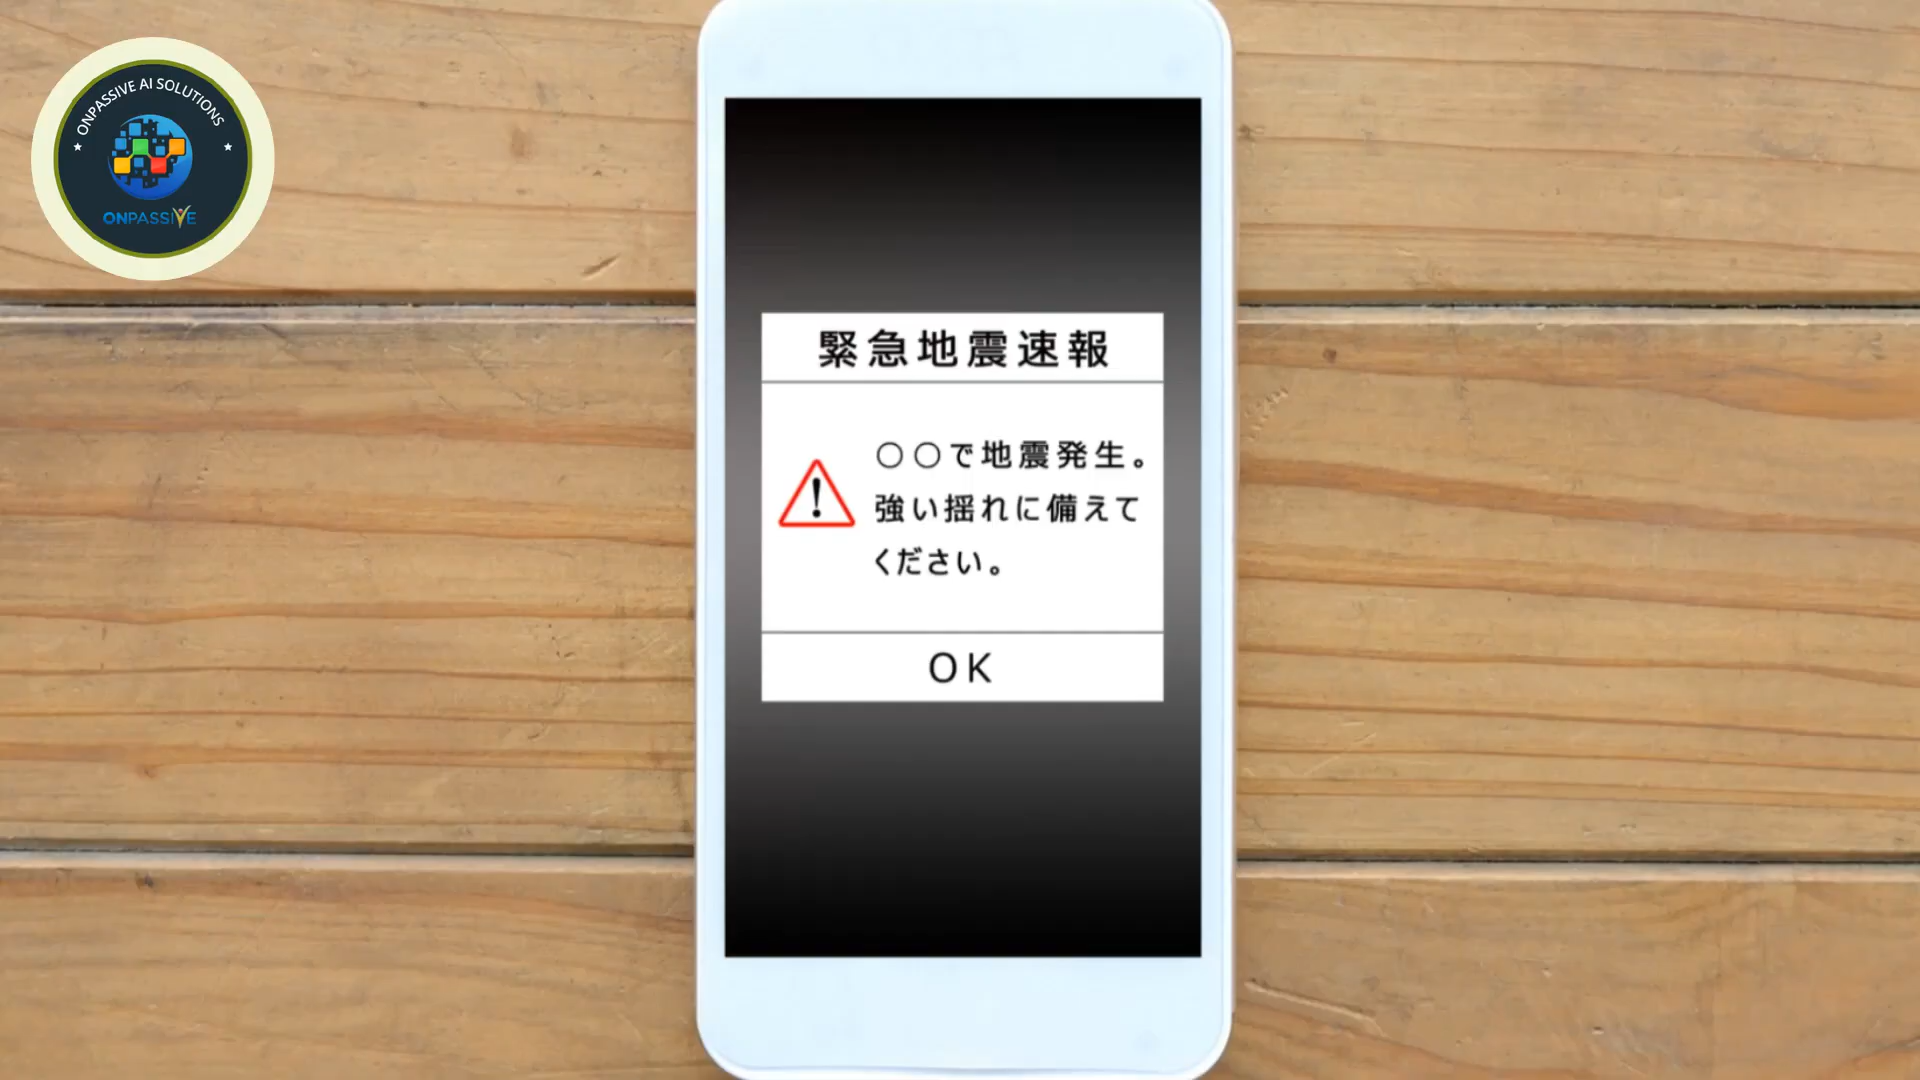 ONPASSIVE AI SOLUTIONS
ONPASSIVE
緊急地震速報
○○で地震発生。
強い揺れに備えて
ください。
OK